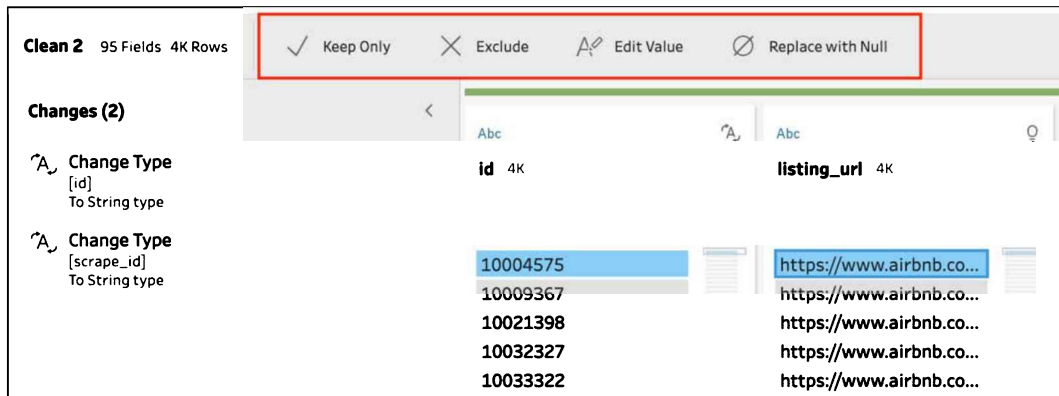 Clean 2 95 Fields 4K Rows
Keep Only Exclude Edit Value Replace with Null
Changes (2)
Change Type
[id]
To String type
Change Type
[scrape_id]
To String type
Abc
id 4K
10004575
10009367
10021398
10032327
10033322
Abc
listing_url 4K
https://www.airbnb.co...
https://www.airbnb.co...
https://www.airbnb.co...
https://www.airbnb.co...
https://www.airbnb.co...